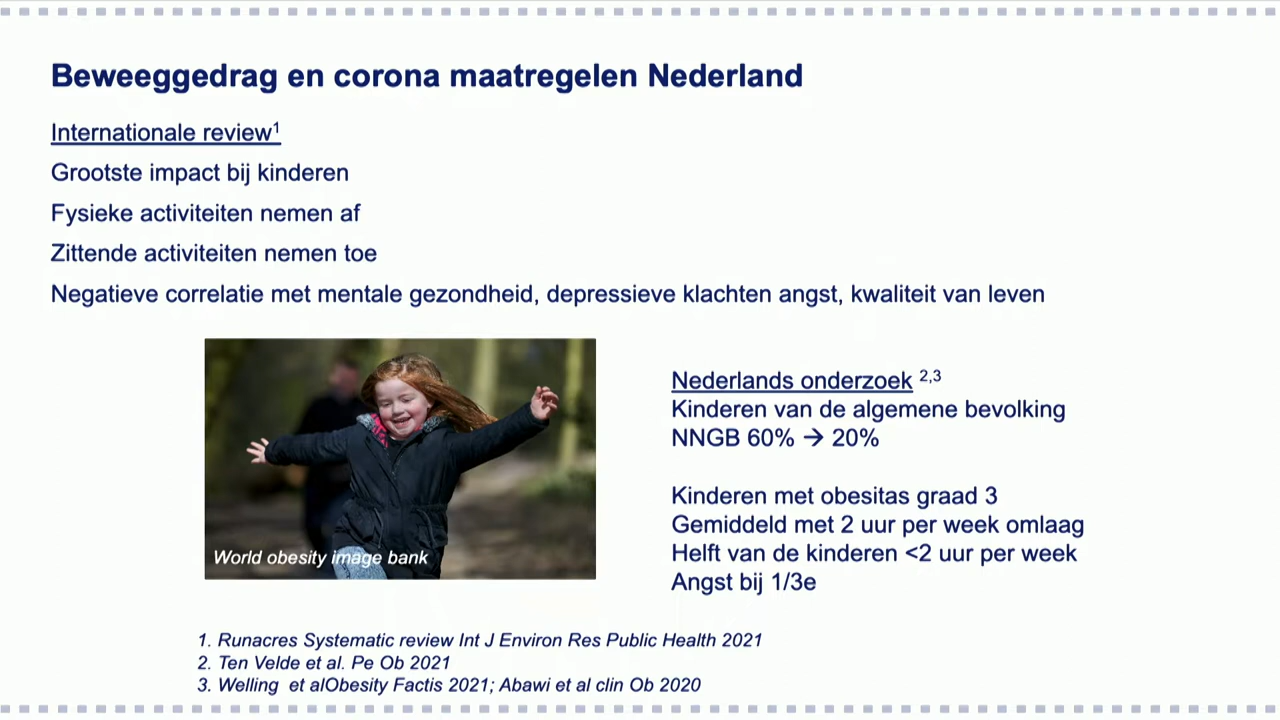 Beweeggedrag en corona maatregelen Nederland
Internationale review¹
Grootste impact bij kinderen
Fysieke activiteiten nemen af
Zittende activiteiten nemen toe
Negatieve correlatie met mentale gezondheid, depressieve klachten angst, kwaliteit van leven
World obesity image bank
Nederlands onderzoek ²,³
Kinderen van de algemene bevolking
NNGB 60% → 20%
Kinderen met obesitas graad 3
Gemiddeld met 2 uur per week omlaag
Helft van de kinderen <2 uur per week
Angst bij 1/3e
1. Runacres Systematic review Int J Environ Res Public Health 2021
2. Ten Velde et al. Pe Ob 2021
3. Welling et alObesity Factis 2021; Abawi et al clin Ob 2020